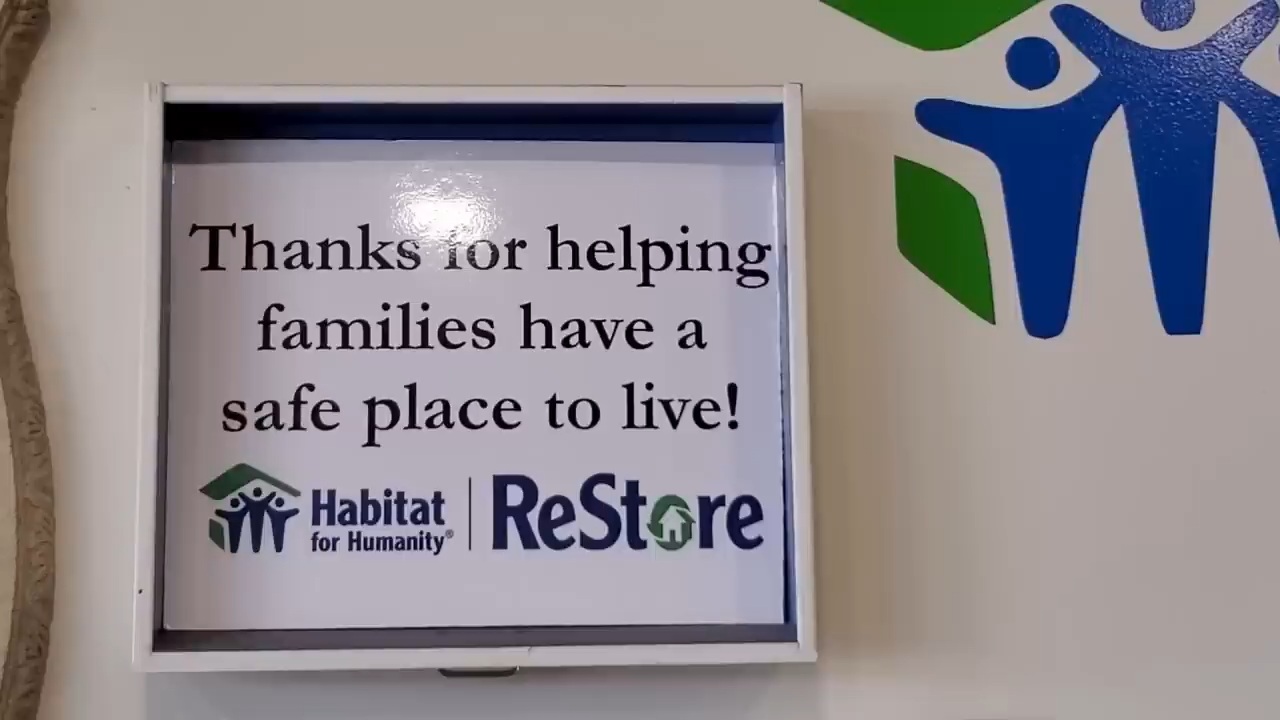 Thanks for helping
families have a
safe place to live!
Habitat
for Humanity®
ReStore